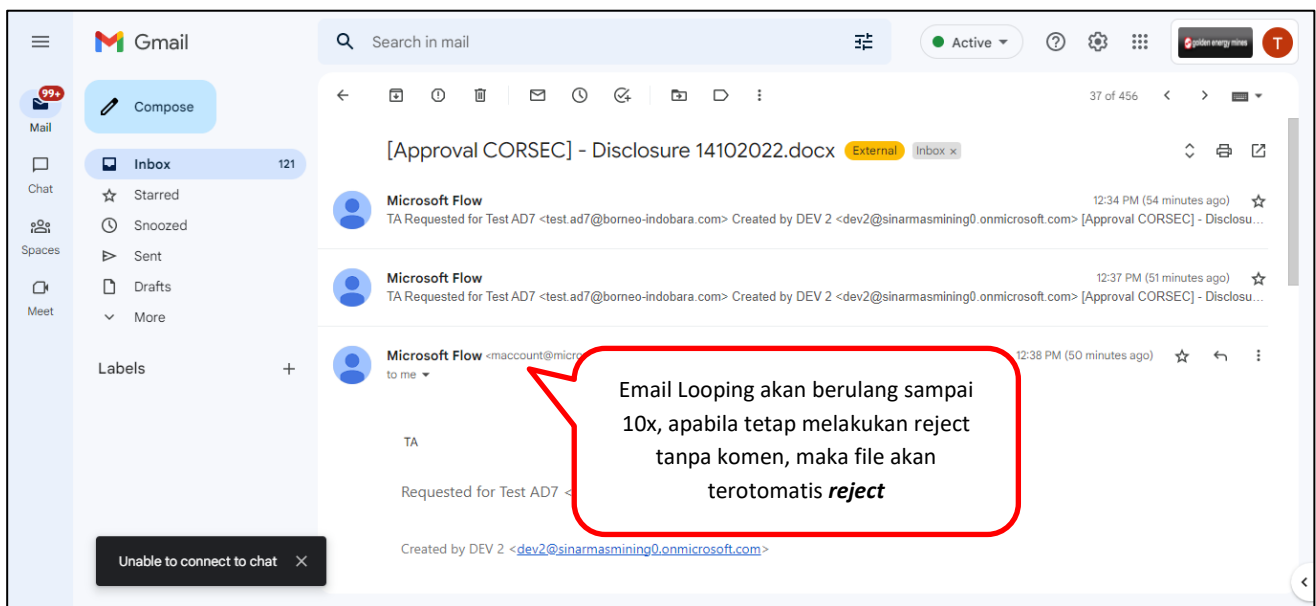 Gmail
Search in mail
Active
golden energy mines
T
99+
Mail
Compose
37 of 456
Inbox 121
[Approval CORSEC] - Disclosure 14102022.docx External Inbox x
Chat
Starred
Microsoft Flow 12:34 PM (54 minutes ago)
TA Requested for Test AD7 <test.ad7@borneo-indobara.com> Created by DEV 2 <dev2@sinarmasmining0.onmicrosoft.com> [Approval CORSEC] - Disclosu...
Snoozed
Spaces
Sent
Microsoft Flow 12:37 PM (51 minutes ago)
TA Requested for Test AD7 <test.ad7@borneo-indobara.com> Created by DEV 2 <dev2@sinarmasmining0.onmicrosoft.com> [Approval CORSEC] - Disclosu...
Drafts
Meet
More
Microsoft Flow <maccount@micro
12:38 PM (50 minutes ago)
to me
Labels +
Email Looping akan berulang sampai
10x, apabila tetap melakukan reject
tanpa komen, maka file akan
terotomatis reject
TA
Requested for Test AD7 <
Created by DEV 2 <dev2@sinarmasmining0.onmicrosoft.com>
Unable to connect to chat